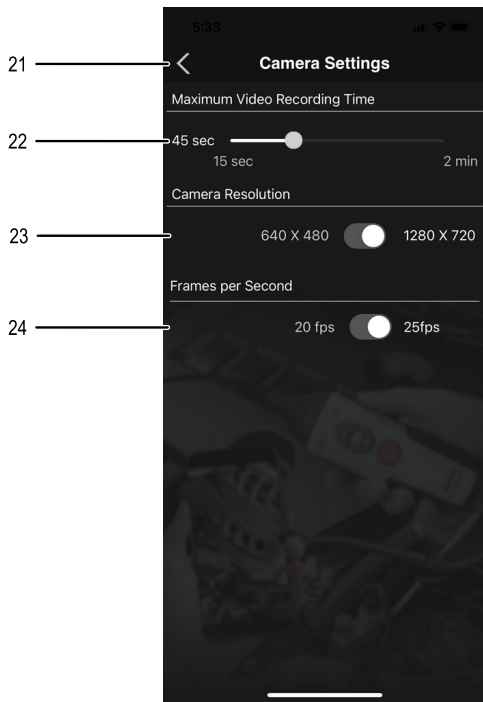 5:33
21
Camera Settings
Maximum Video Recording Time
22
45 sec
15 sec 2 min
Camera Resolution
23
640 X 480 1280 X 720
Frames per Second
24
20 fps 25fps